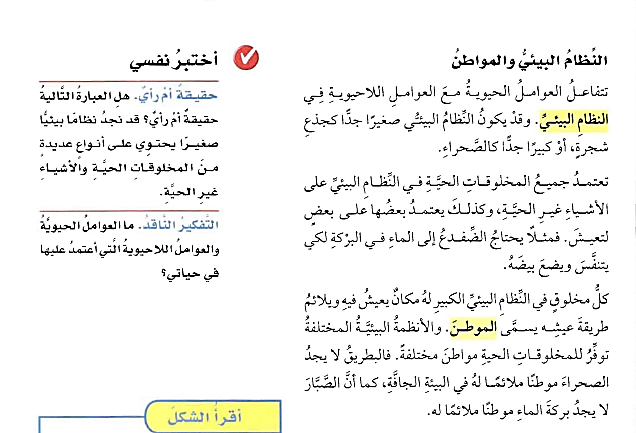 النِّظامُ البيئيُّ والمواطنُ
تتفاعلُ العواملُ الحيويةُ معَ العواملِ اللاحيويةِ في
النظامِ البيئيِّ. وقدْ يكونُ النِّظامُ البيئيُّ صغيرًا جدًّا كجذعِ
شجرةٍ، أوْ كبيرًا جدًّا كالصَّحراءِ.
تعتمدُ جميعُ المخلوقاتِ الحيَّةِ في النِّظامِ البيئيِّ على
الأشياءِ غيرِ الحيَّةِ، وكذلكَ يعتمدُ بعضُها على بعضٍ
لتعيشَ. فمثلًا يحتاجُ الضِّفدعُ إلى الماءِ في البرْكةِ لكي
يتنفَّسَ ويضعَ بيضَهُ.
كلُّ مخلوقٍ في النِّظامِ البيئيِّ الكبيرِ لهُ مكانٌ يعيشُ فيهِ ويلائمُ
طريقةَ عيشِه يسمَّى الموطنَ. والأنظمةُ البيئيَّةُ المختلفةُ
توفِّرُ للمخلوقاتِ الحيةِ مواطنَ مختلفةً. فالبطريقُ لا يجدُ
الصحراءَ موطنًا ملائمًا لهُ في البيئةِ الجافَّةِ، كما أنَّ الصَّبَّارَ
لا يجدُ بركةَ الماءِ موطنًا ملائمًا له.
أختبرُ نفسي
حقيقةٌ أمْ رأيٌ. هلِ العبارةُ التَّاليةُ
حقيقةٌ أمْ رأيٌ؟ قد نجدُ نظامًا بيئيًّا
صغيرًا يحتوي على أنواعٍ عديدةٍ
منَ المخلوقاتِ الحيَّةِ والأشياءِ
غيرِ الحيَّةِ.
التَّفكيرُ النَّاقدُ. ما العواملُ الحيويَّةُ
والعواملُ اللاحيويةُ الَّتي أعتمدُ عليها
في حياتي؟
أقرأُ الشكلَ